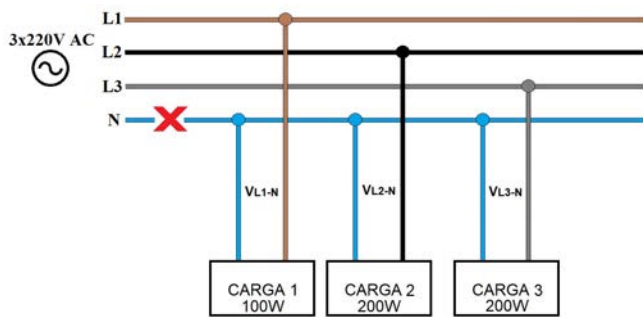 L1
3x220V AC
L2
L3
N
VL1-N
VL2-N
VL3-N
CARGA 1
100W
CARGA 2
200W
CARGA 3
200W